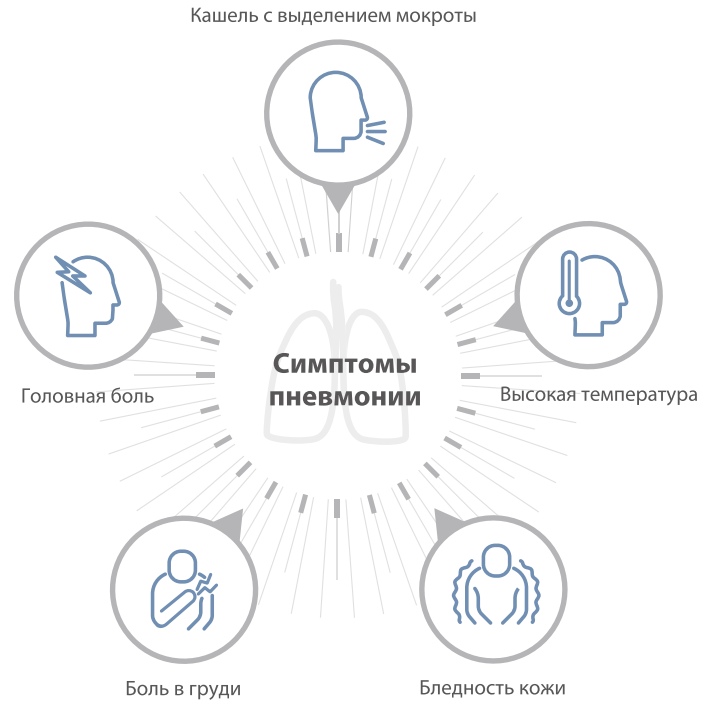 Кашель с выделением мокроты
Симптомы
пневмонии
Головная боль
Высокая температура
Боль в груди
Бледность кожи